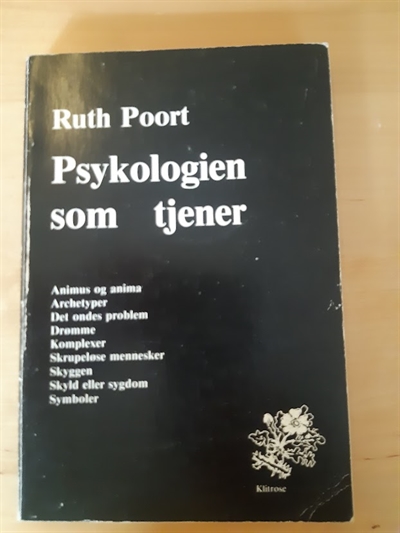 Ruth Poort
Psykologien
som tjener
Animus og anima
Archetyper
Det ondes problem
Drømme
Komplexer
Skrupeløse mennesker
Skyggen
Skyld eller sygdom
Symboler
Klitrose